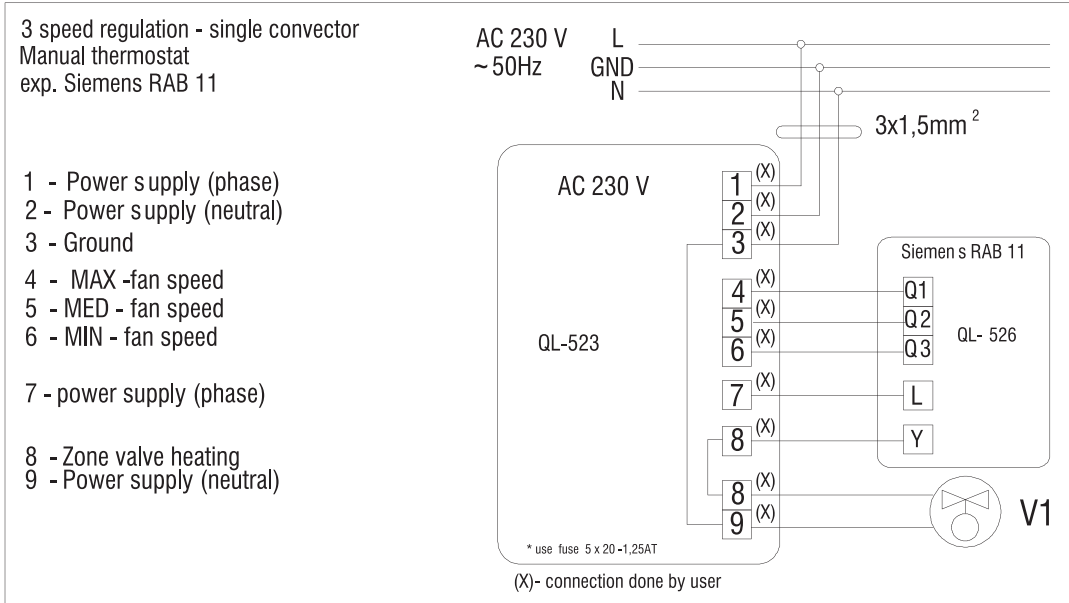 3 speed regulation - single convector
Manual thermostat
exp. Siemens RAB 11
AC 230 V L
~50Hz GND
N
3x1,5mm 2
1 - Power supply (phase)
2 - Power supply (neutral)
3 - Ground
4 - MAX -fan speed
5 - MED - fan speed
6 - MIN - fan speed
7 - power supply (phase)
8 - Zone valve heating
9 - Power supply (neutral)
AC 230 V
QL-523
1 (X)
2 (X)
3 (X)
4 (X)
5 (X)
6 (X)
7 (X)
8 (X)
8 (X)
9 (X)
* use fuse 5 x 20 -1,25AT
(X)- connection done by user
Siemens RAB 11
Q1
Q2
Q3
QL- 526
L
Y
V1